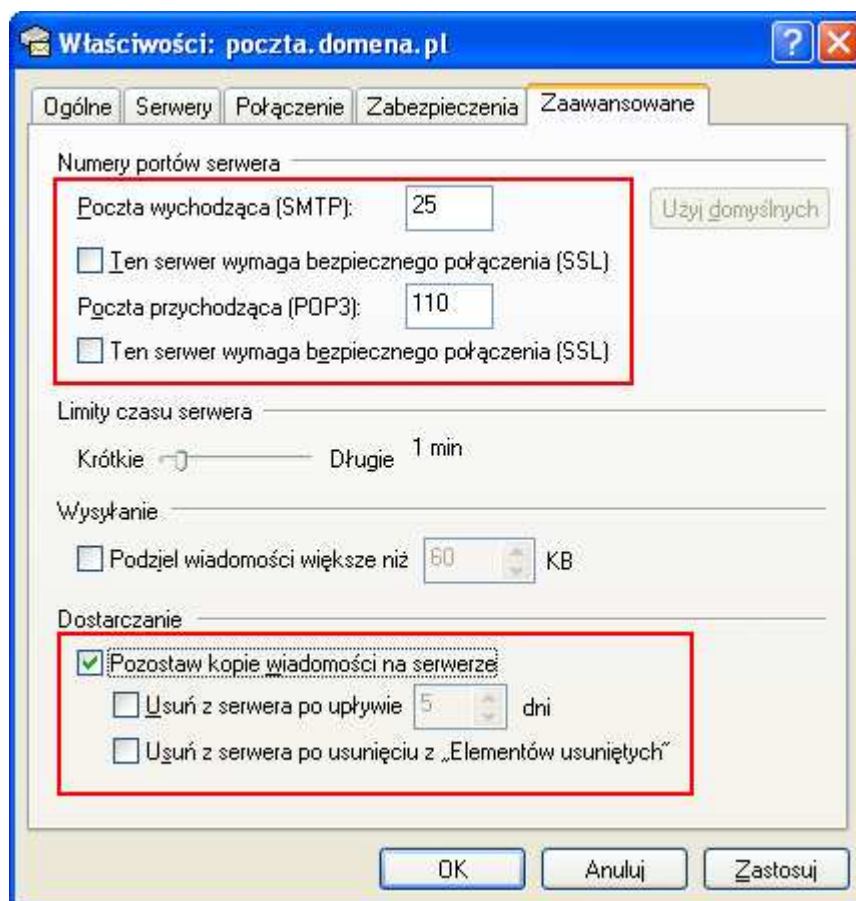 Właściwości: poczta.domena.pl
Ogólne Serwery Połączenie Zabezpieczenia Zaawansowane
Numery portów serwera
Poczta wychodząca (SMTP): 25 Użyj domyślnych
Ten serwer wymaga bezpiecznego połączenia (SSL)
Poczta przychodząca (POP3): 110
Ten serwer wymaga bezpiecznego połączenia (SSL)
Limity czasu serwera
Krótkie Długie 1 min
Wysyłanie
Podziel wiadomości większe niż 60 KB
Dostarczanie
Pozostaw kopie wiadomości na serwerze
Usuń z serwera po upływie 5 dni
Usuń z serwera po usunięciu z „Elementów usuniętych”
OK Anuluj Zastosuj